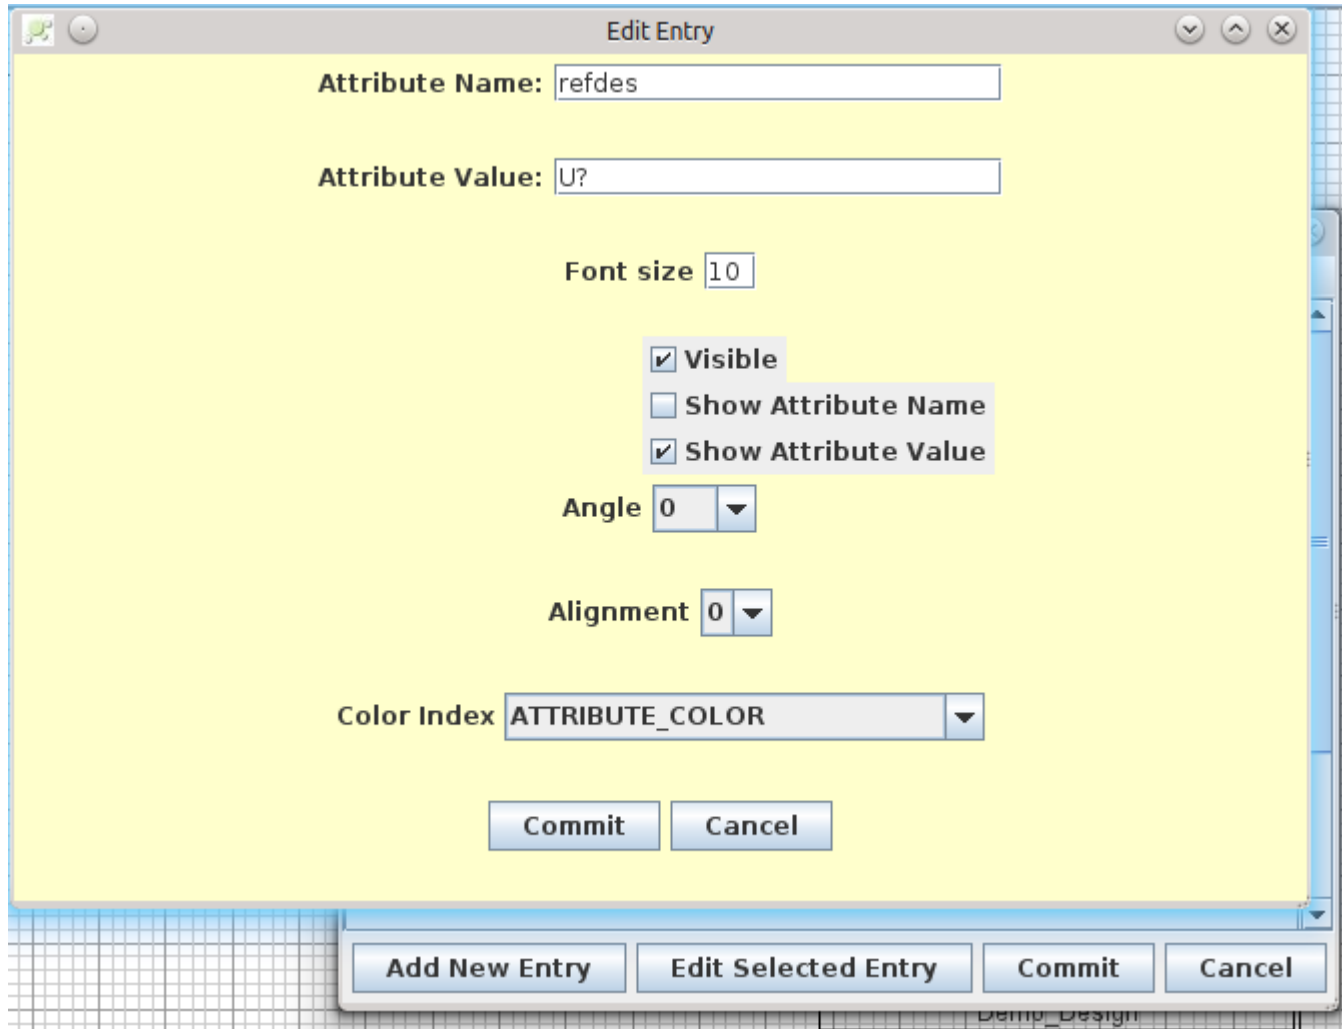 Edit Entry
Attribute Name: refdes
Attribute Value: U?
Font size 10
Visible
Show Attribute Name
Show Attribute Value
Angle 0
Alignment 0
Color Index ATTRIBUTE_COLOR
Commit Cancel
Add New Entry Edit Selected Entry Commit Cancel
Demo_Design